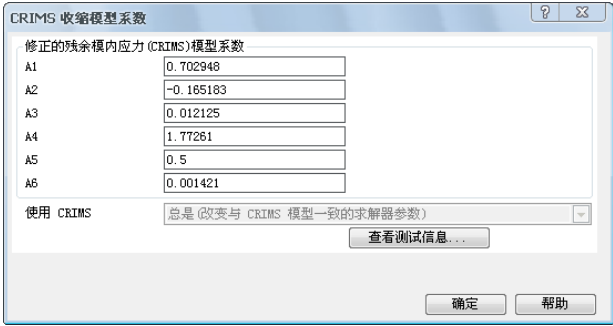 CRIMS 收缩模型系数
修正的残余模内应力(CRIMS)模型系数
A1 0.702948
A2 -0.165183
A3 0.012125
A4 1.77261
A5 0.5
A6 0.001421
使用 CRIMS 总是(改变与 CRIMS 模型一致的求解器参数)
查看测试信息...
确定 帮助